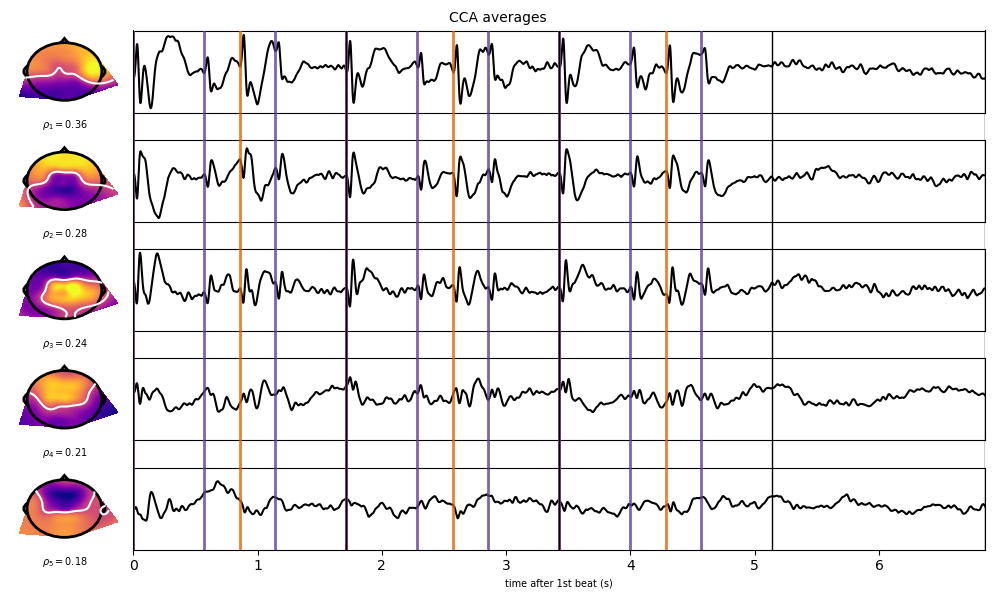 CCA averages
ρ₁ = 0.36
ρ₂ = 0.28
ρ₃ = 0.24
ρ₄ = 0.21
ρ₅ = 0.18
0 1 2 3 4 5 6
time after 1st beat (s)